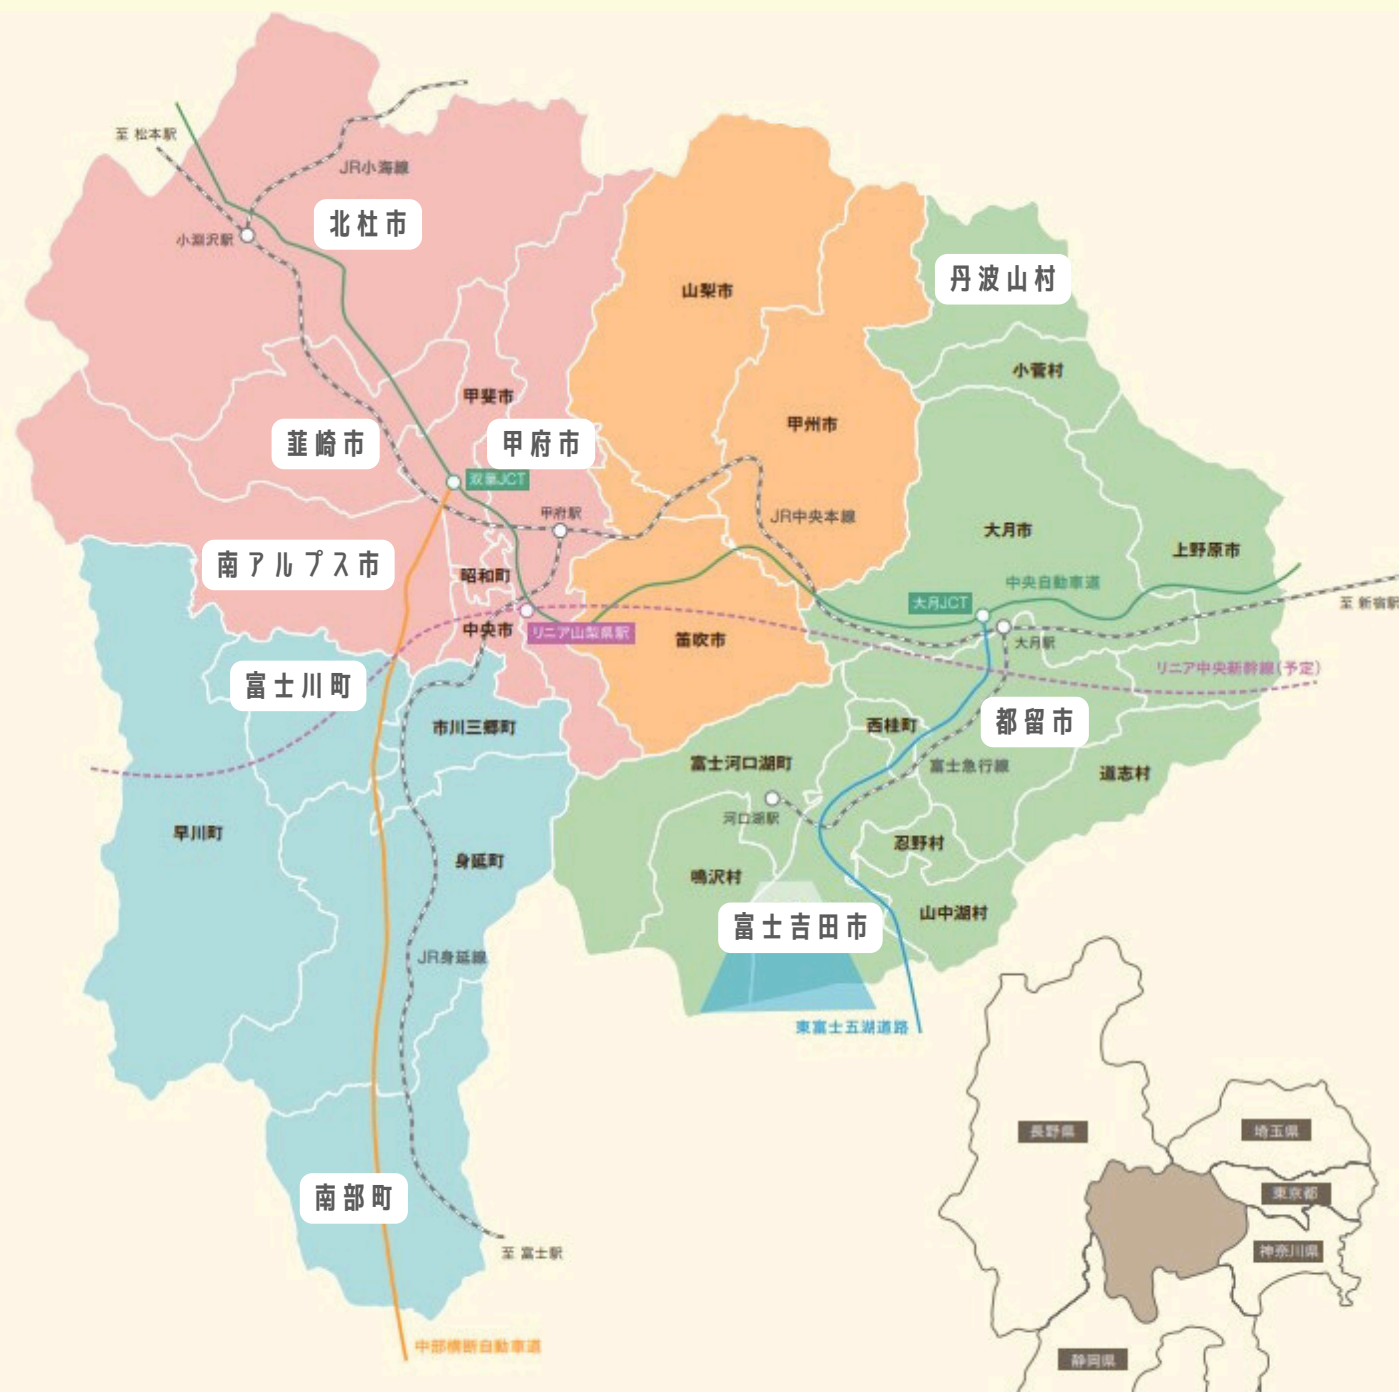 至 松本駅
JR小海線
北杜市
小淵沢駅
山梨市
丹波山村
小菅村
甲斐市
甲州市
韮崎市
甲府市
双葉JCT
甲府駅
JR中央本線
大月市
上野原市
南アルプス市
昭和町
中央自動車道
大月JCT
至 新宿駅
中央市
リニア山梨県駅
笛吹市
大月駅
リニア中央新幹線(予定)
富士川町
市川三郷町
西桂町
都留市
富士河口湖町
富士急行線
道志村
河口湖駅
早川町
身延町
忍野村
鳴沢村
山中湖村
富士吉田市
JR身延線
東富士五湖道路
長野県
埼玉県
東京都
南部町
神奈川県
至 富士駅
中部横断自動車道
静岡県